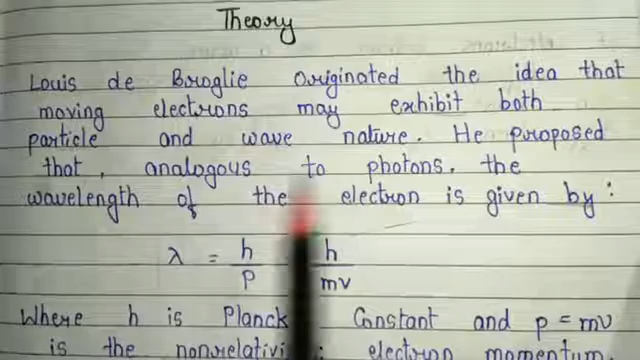 Theory
Louis de Broglie originated the idea that
moving electrons may exhibit both
particle and wave nature. He proposed
that, analogous to photons, the
wavelength of the electron is given by:
λ = h/p = h/mv
Where h is Planck Constant and p = mv
is the electron momentum.